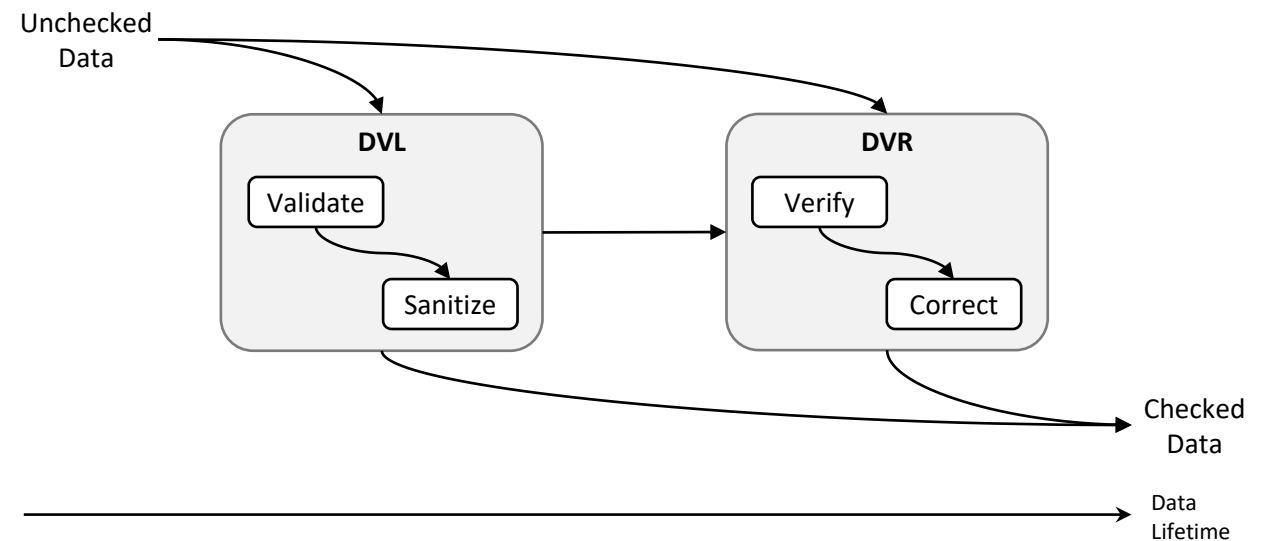 Unchecked
Data
DVL
DVR
Validate
Verify
Sanitize
Correct
Checked
Data
Data
Lifetime